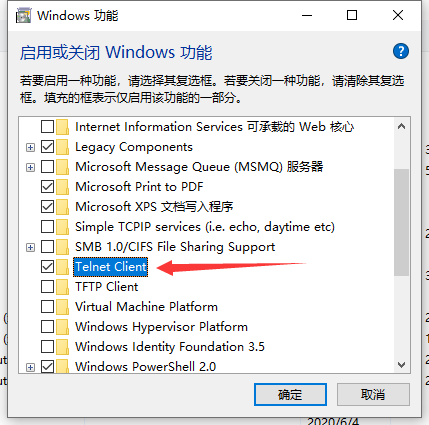 Windows 功能
启用或关闭 Windows 功能
若要启用一种功能，请选择其复选框。若要关闭一种功能，请清除其复选
框。填充的框表示仅启用该功能的一部分。
Internet Information Services 可承载的 Web 核心
Legacy Components
Microsoft Message Queue (MSMQ) 服务器
Microsoft Print to PDF
Microsoft XPS 文档写入程序
Simple TCPIP services (i.e. echo, daytime etc)
SMB 1.0/CIFS File Sharing Support
Telnet Client
TFTP Client
Virtual Machine Platform
Windows Hypervisor Platform
Windows Identity Foundation 3.5
Windows PowerShell 2.0
确定
取消
2020/6/4